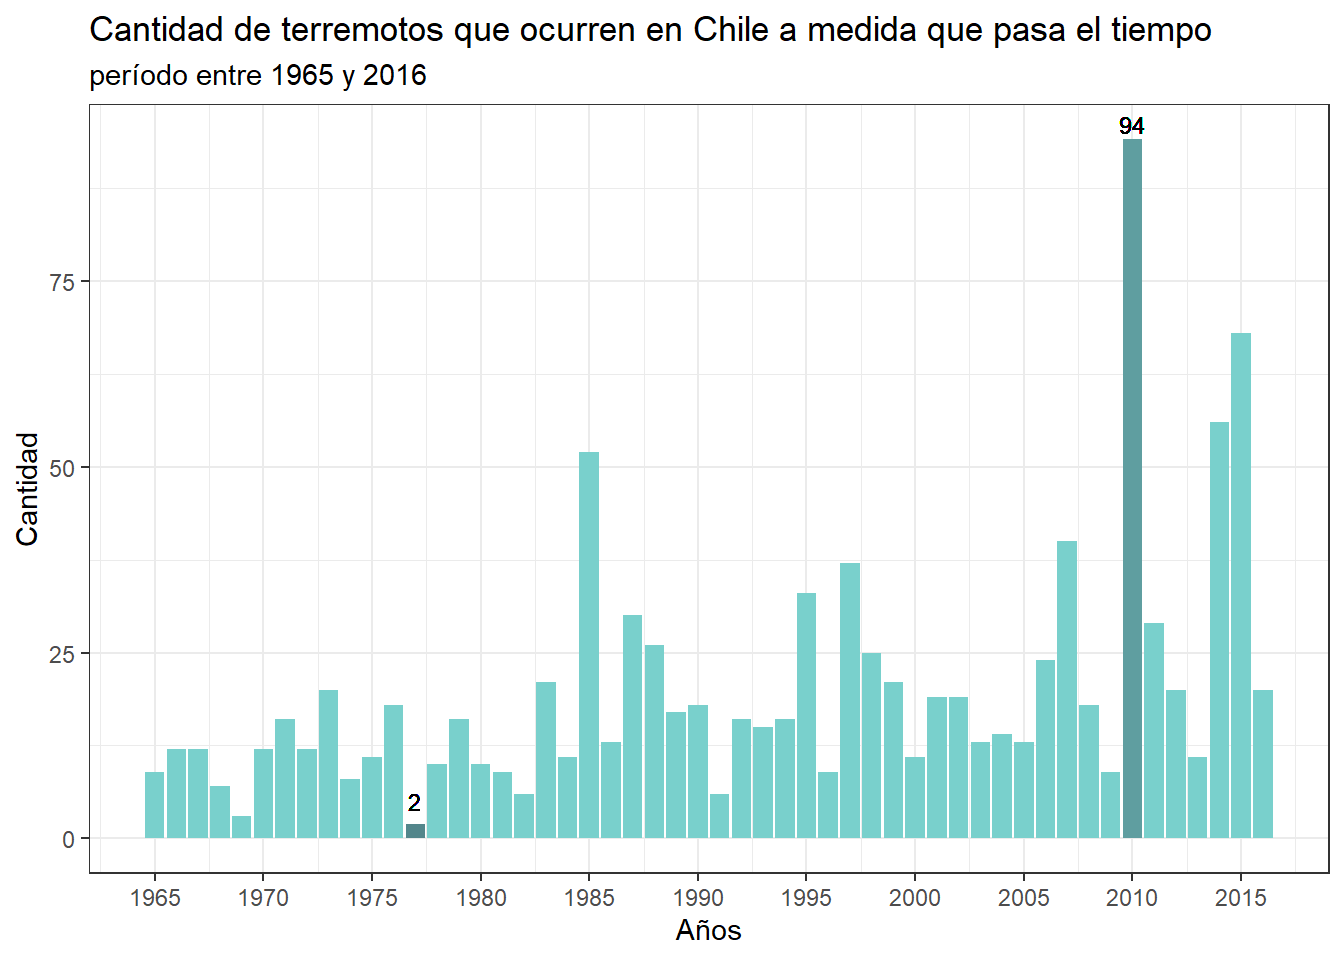 Cantidad de terremotos que ocurren en Chile a medida que pasa el tiempo
período entre 1965 y 2016
94
75
50
25
2
0
Cantidad
1965 1970 1975 1980 1985 1990 1995 2000 2005 2010 2015
Años